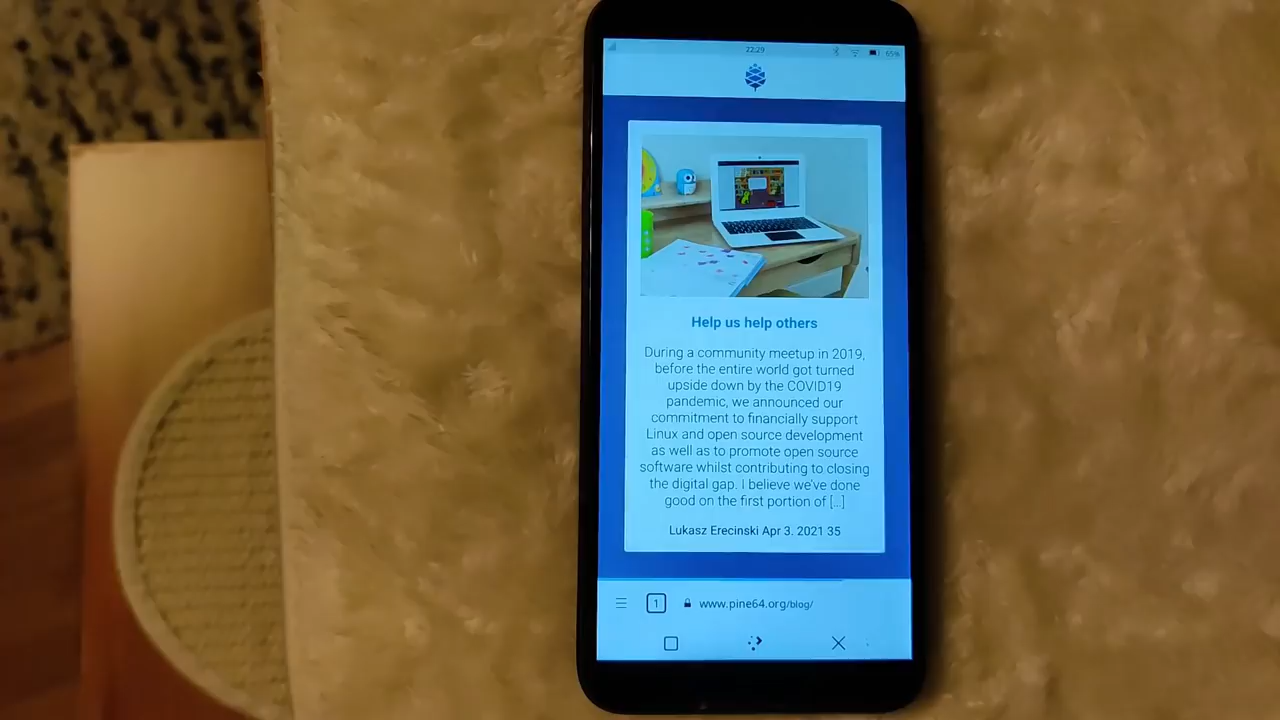 22:29
65%
Help us help others
During a community meetup in 2019,
before the entire world got turned
upside down by the COVID19
pandemic, we announced our
commitment to financially support
Linux and open source development
as well as to promote open source
software whilst contributing to closing
the digital gap. I believe we've done
good on the first portion of [...]
Lukasz Erecinski Apr 3. 2021 35
1 www.pine64.org/blog/